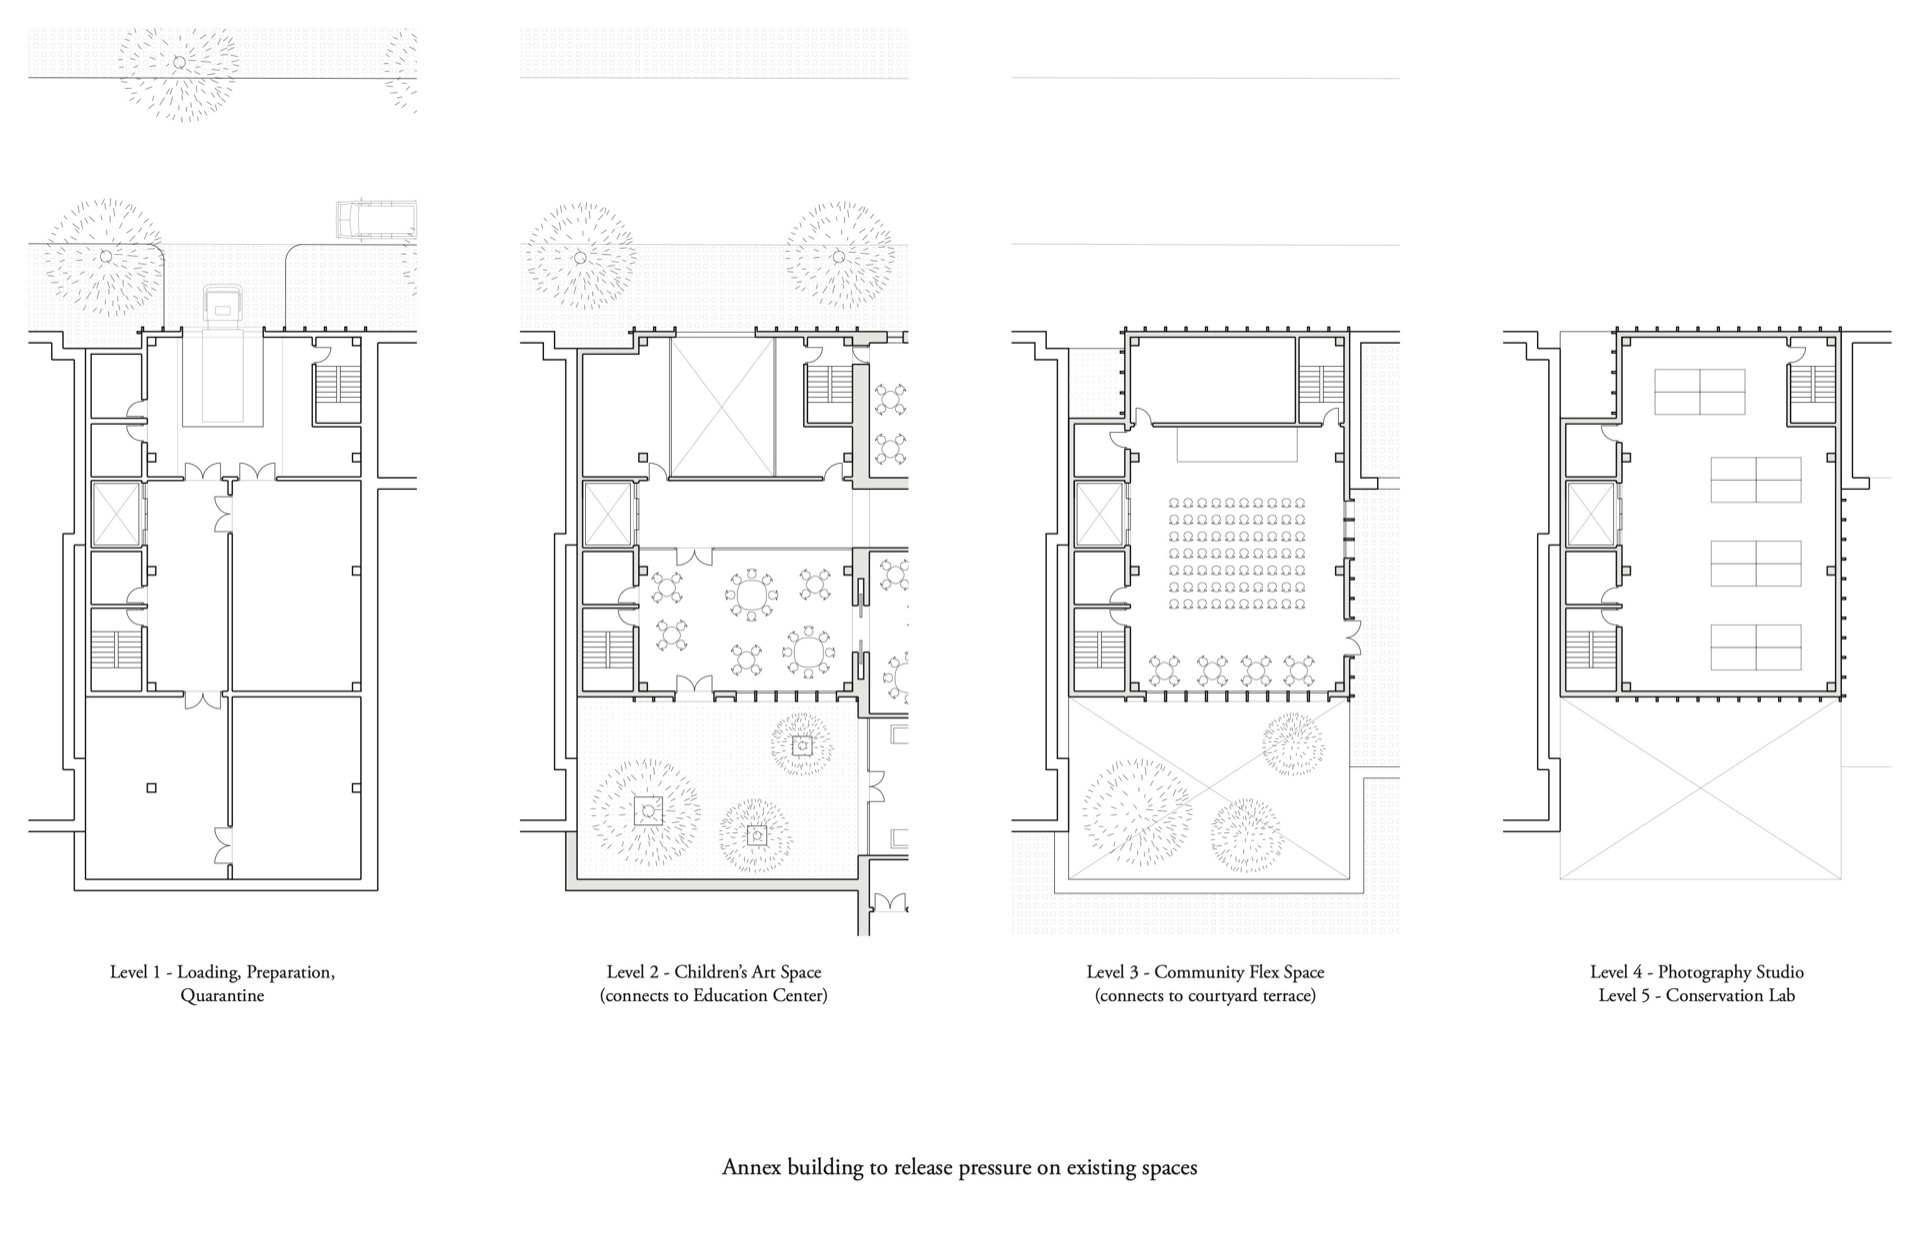 Level 1 - Loading, Preparation,
Quarantine
Level 2 - Children’s Art Space
(connects to Education Center)
Level 3 - Community Flex Space
(connects to courtyard terrace)
Level 4 - Photography Studio
Level 5 - Conservation Lab
Annex building to release pressure on existing spaces